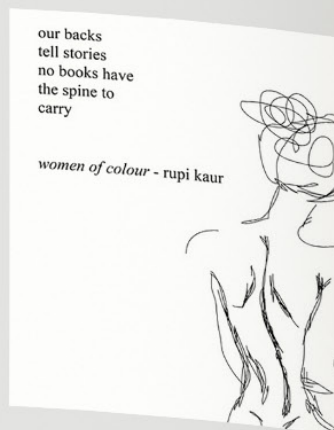 our backs
tell stories
no books have
the spine to
carry
women of colour - rupi kaur